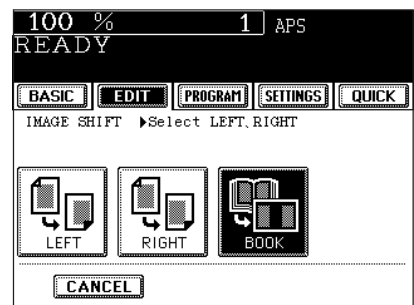 100 % 1 APS
READY
BASIC EDIT PROGRAM SETTINGS QUICK
IMAGE SHIFT ▶Select LEFT, RIGHT
LEFT RIGHT BOOK
CANCEL